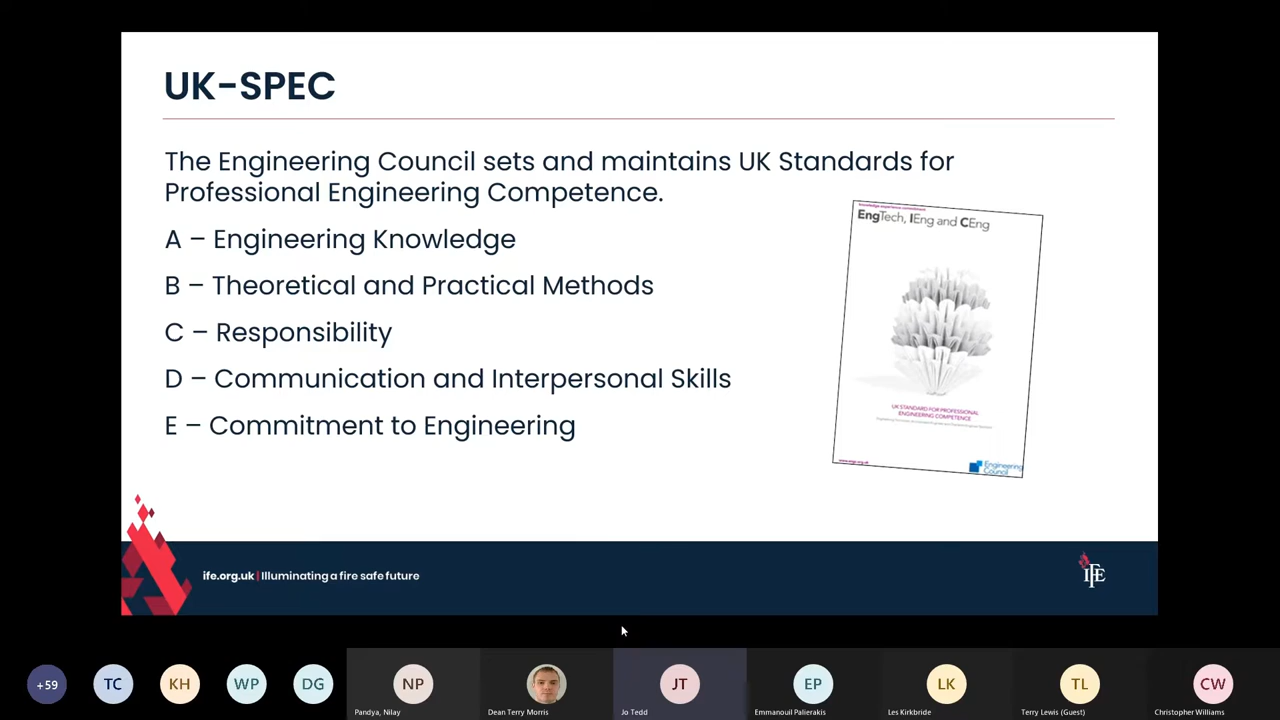 UK-SPEC
The Engineering Council sets and maintains UK Standards for
Professional Engineering Competence.
A – Engineering Knowledge
B – Theoretical and Practical Methods
C – Responsibility
D – Communication and Interpersonal Skills
E – Commitment to Engineering
EngTech, IEng and CEng
UK STANDARD FOR PROFESSIONAL
ENGINEERING COMPETENCE
Engineering
Council
ife.org.uk | Illuminating a fire safe future
IFE
+59
TC
KH
WP
DG
NP
JT
EP
LK
TL
CW
Pandya, Nilay
Dean Terry Morris
Jo Tedd
Emmanouil Palierakis
Les Kirkbride
Terry Lewis (Guest)
Christopher Williams